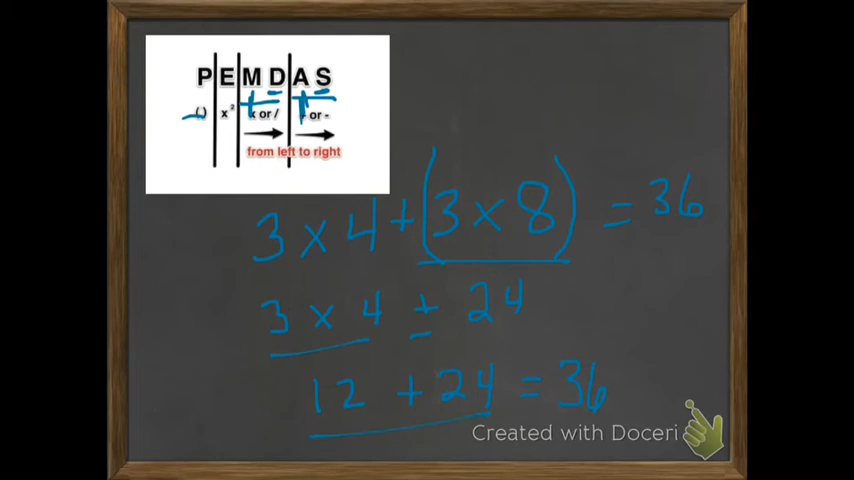 PEMDAS
( ) x² x or / + or -
from left to right
3 x 4 + (3 x 8) = 36
3 x 4 + 24
12 + 24 = 36
Created with Doceri